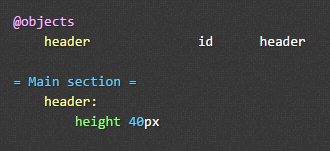 @objects
header id header
= Main section =
header:
height 40px